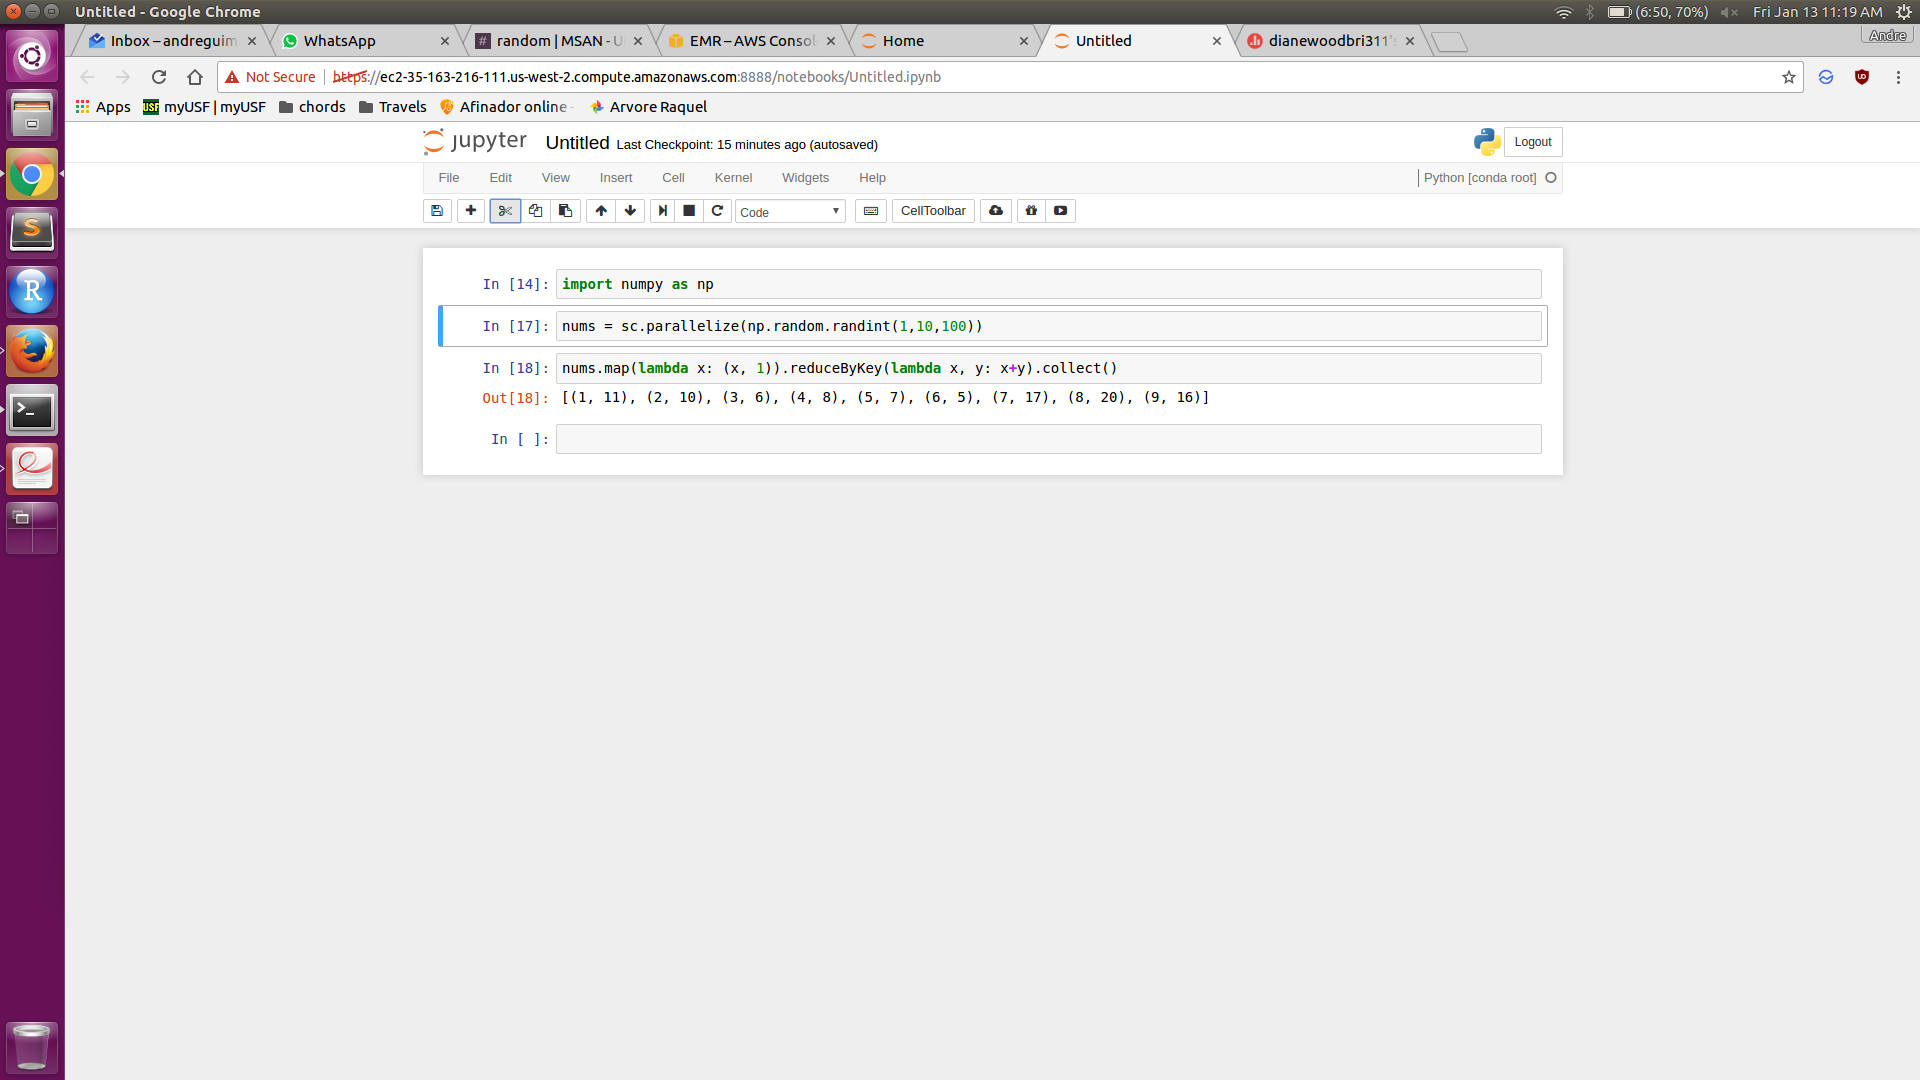 Untitled - Google Chrome
(6:50, 70%)
Fri Jan 13 11:19 AM
Inbox – andreguim
WhatsApp
random | MSAN - U
EMR – AWS Consol
Home
Untitled
dianewoodbri311's
Andre
Not Secure
https://ec2-35-163-216-111.us-west-2.compute.amazonaws.com:8888/notebooks/Untitled.ipynb
Apps
myUSF | myUSF
chords
Travels
Afinador online -
Arvore Raquel
jupyter
Untitled
Last Checkpoint: 15 minutes ago (autosaved)
Logout
File Edit View Insert Cell Kernel Widgets Help
Python [conda root]
Code
CellToolbar
In [14]: import numpy as np
In [17]: nums = sc.parallelize(np.random.randint(1,10,100))
In [18]: nums.map(lambda x: (x, 1)).reduceByKey(lambda x, y: x+y).collect()
Out[18]: [(1, 11), (2, 10), (3, 6), (4, 8), (5, 7), (6, 5), (7, 17), (8, 20), (9, 16)]
In [ ]: